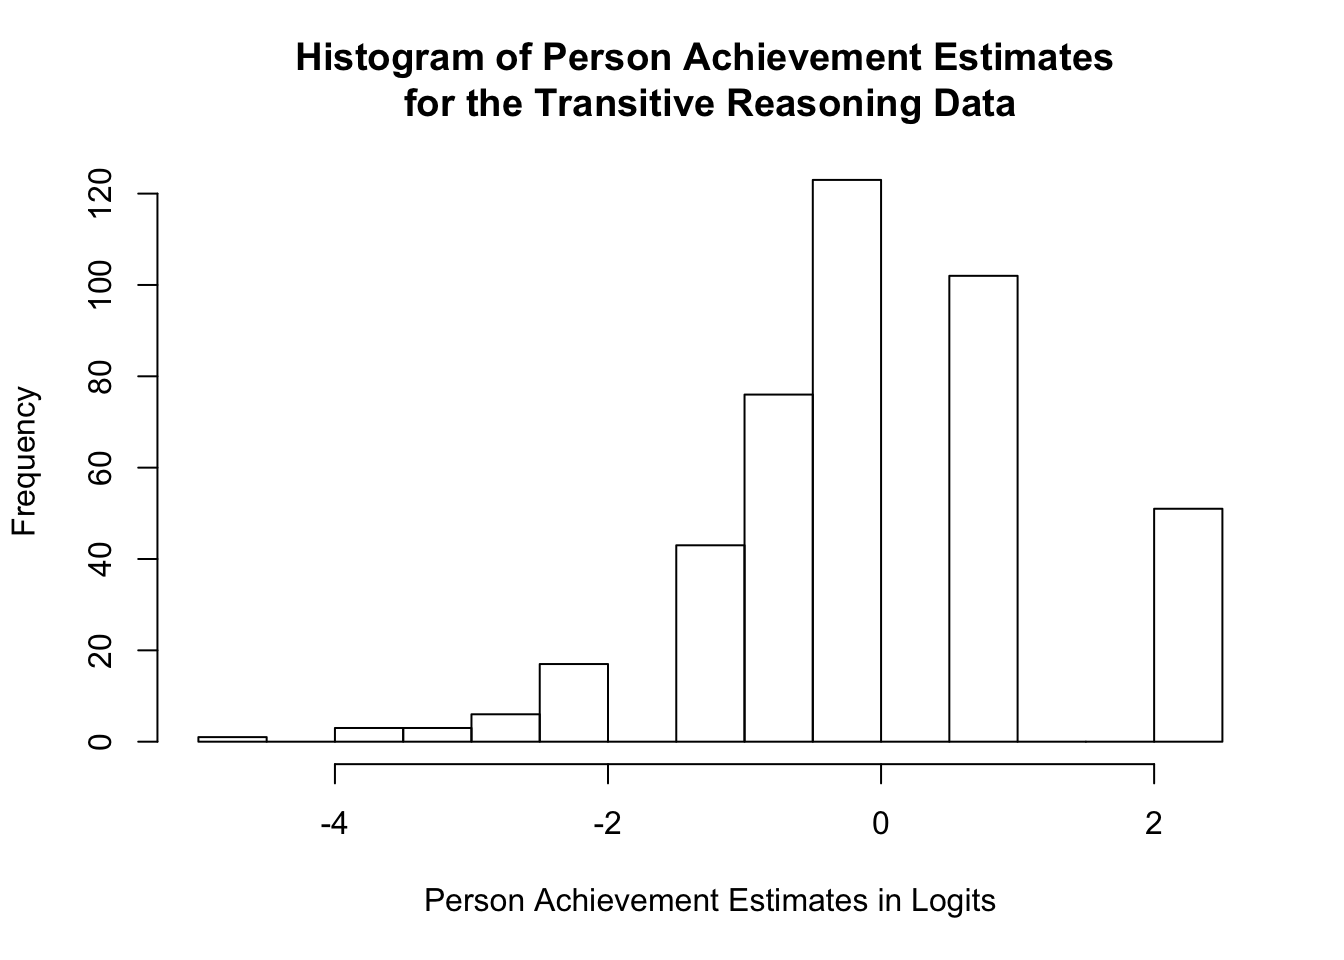 Histogram of Person Achievement Estimates
for the Transitive Reasoning Data
Frequency
120
100
80
60
40
20
0
-4 -2 0 2
Person Achievement Estimates in Logits